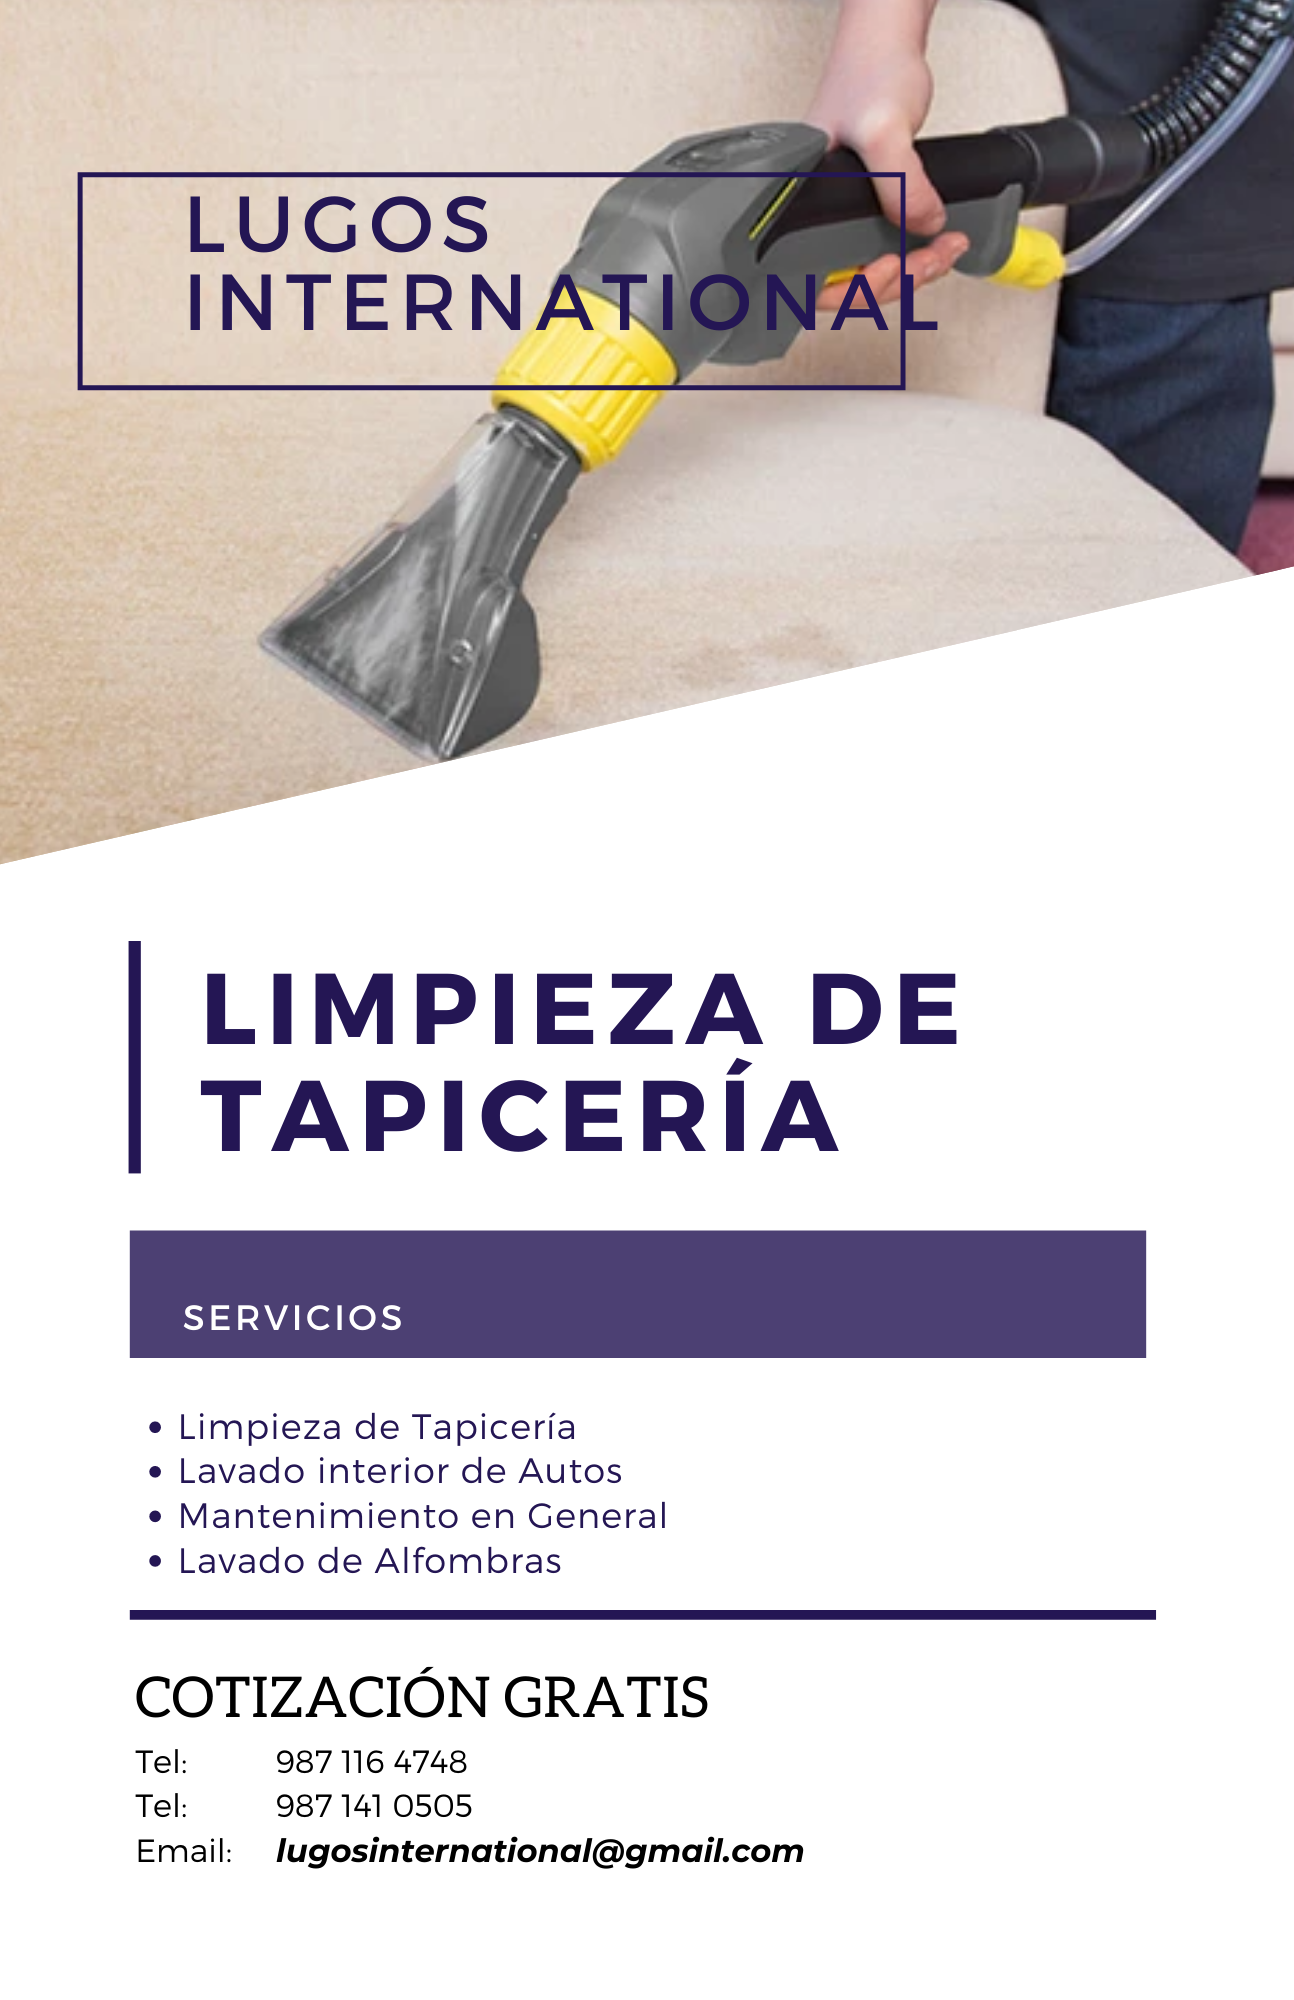 LUGOS
INTERNATIONAL
LIMPIEZA DE
TAPICERÍA
SERVICIOS
• Limpieza de Tapicería
• Lavado interior de Autos
• Mantenimiento en General
• Lavado de Alfombras
COTIZACIÓN GRATIS
Tel: 987 116 4748
Tel: 987 141 0505
Email: lugosinternational@gmail.com